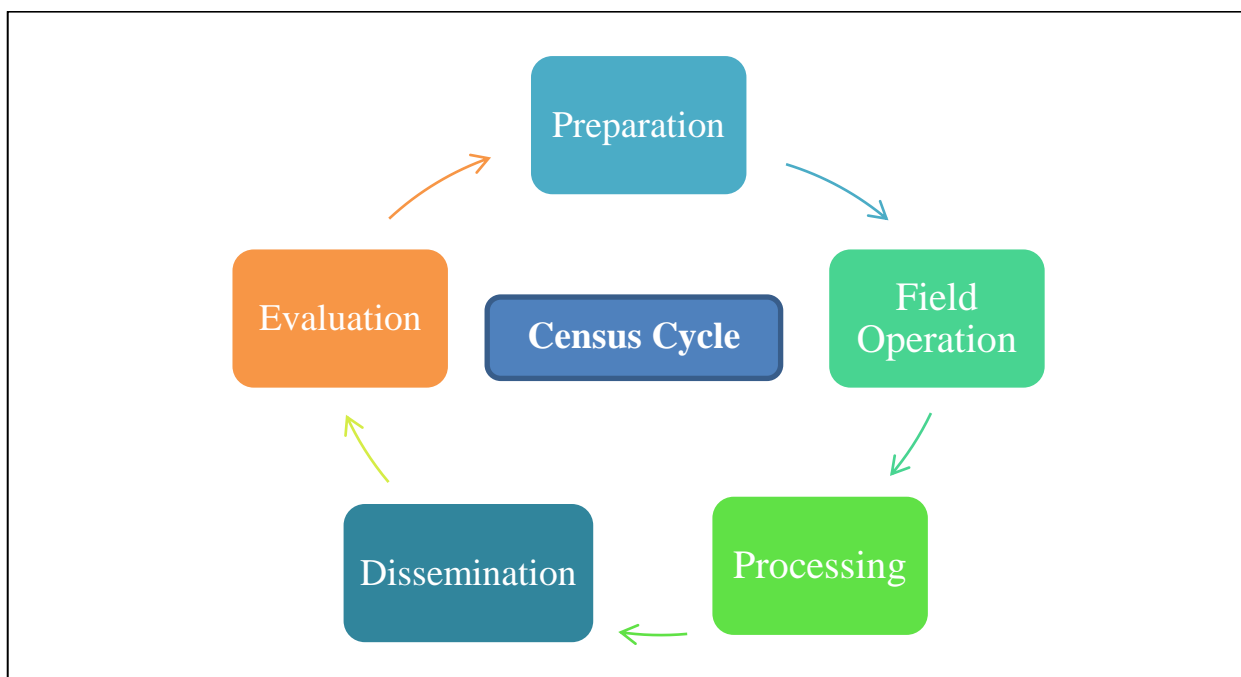 Preparation
Field
Operation
Processing
Dissemination
Evaluation
Census Cycle